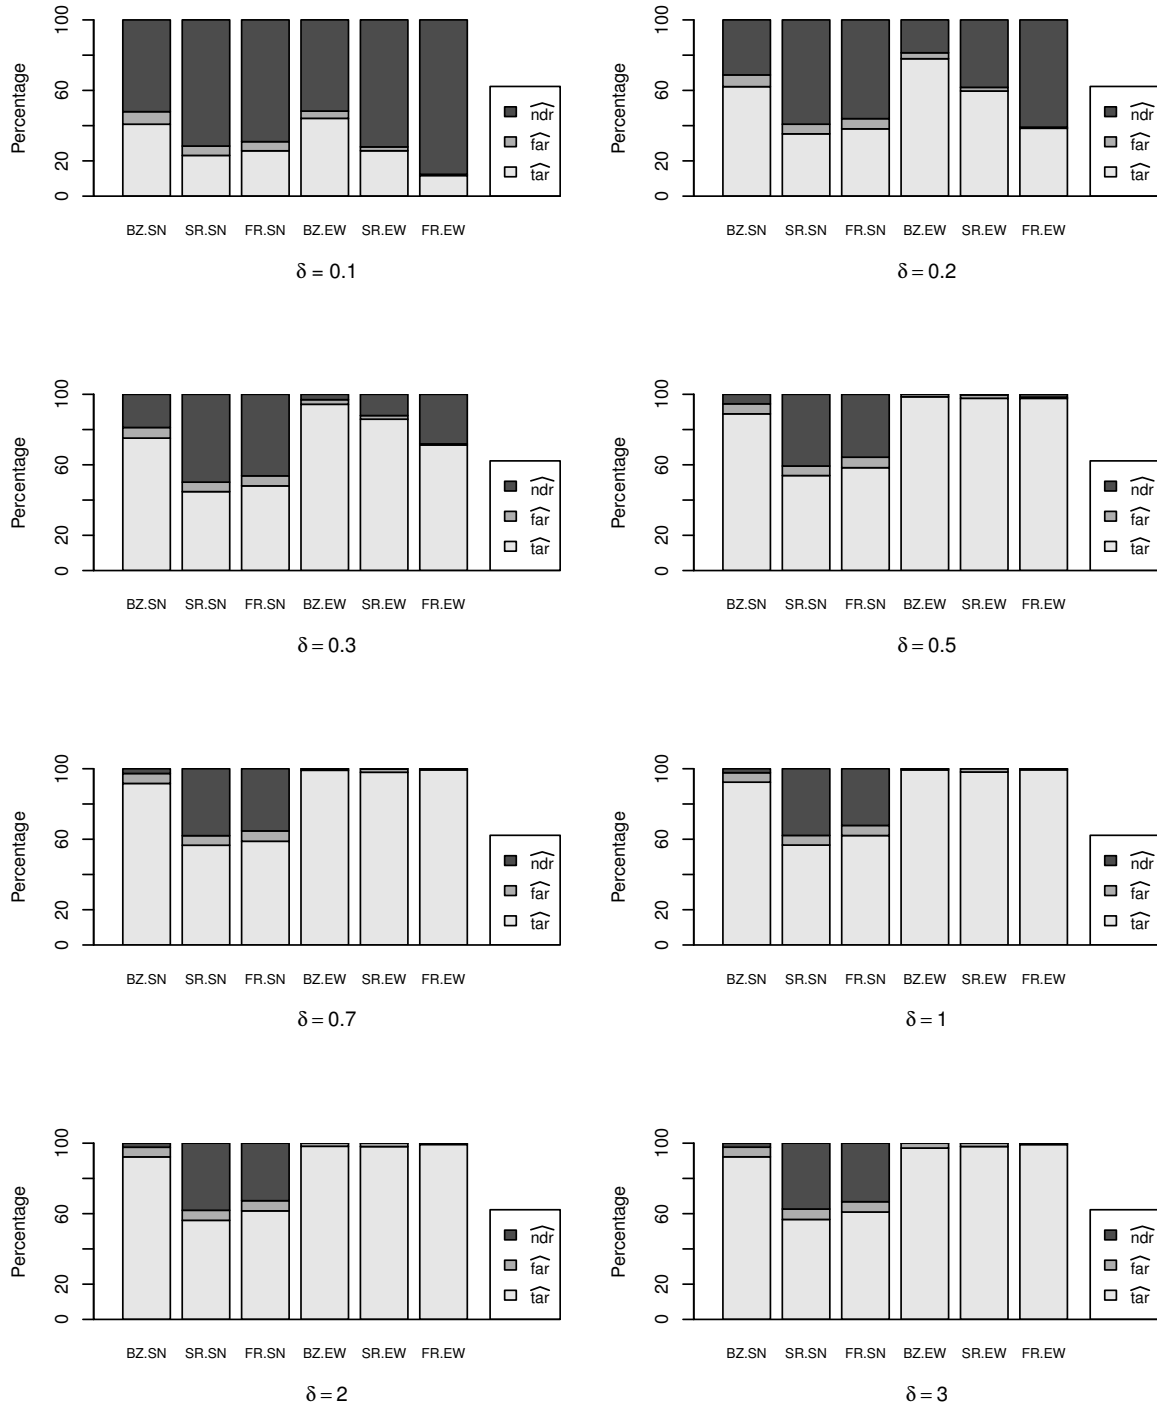 Percentage
0 20 60 100
BZ.SN SR.SN FR.SN BZ.EW SR.EW FR.EW
δ = 0.1
ndr
far
tar
Percentage
0 20 60 100
BZ.SN SR.SN FR.SN BZ.EW SR.EW FR.EW
δ = 0.2
ndr
far
tar
Percentage
0 20 60 100
BZ.SN SR.SN FR.SN BZ.EW SR.EW FR.EW
δ = 0.3
ndr
far
tar
Percentage
0 20 60 100
BZ.SN SR.SN FR.SN BZ.EW SR.EW FR.EW
δ = 0.5
ndr
far
tar
Percentage
0 20 60 100
BZ.SN SR.SN FR.SN BZ.EW SR.EW FR.EW
δ = 0.7
ndr
far
tar
Percentage
0 20 60 100
BZ.SN SR.SN FR.SN BZ.EW SR.EW FR.EW
δ = 1
ndr
far
tar
Percentage
0 20 60 100
BZ.SN SR.SN FR.SN BZ.EW SR.EW FR.EW
δ = 2
ndr
far
tar
Percentage
0 20 60 100
BZ.SN SR.SN FR.SN BZ.EW SR.EW FR.EW
δ = 3
ndr
far
tar